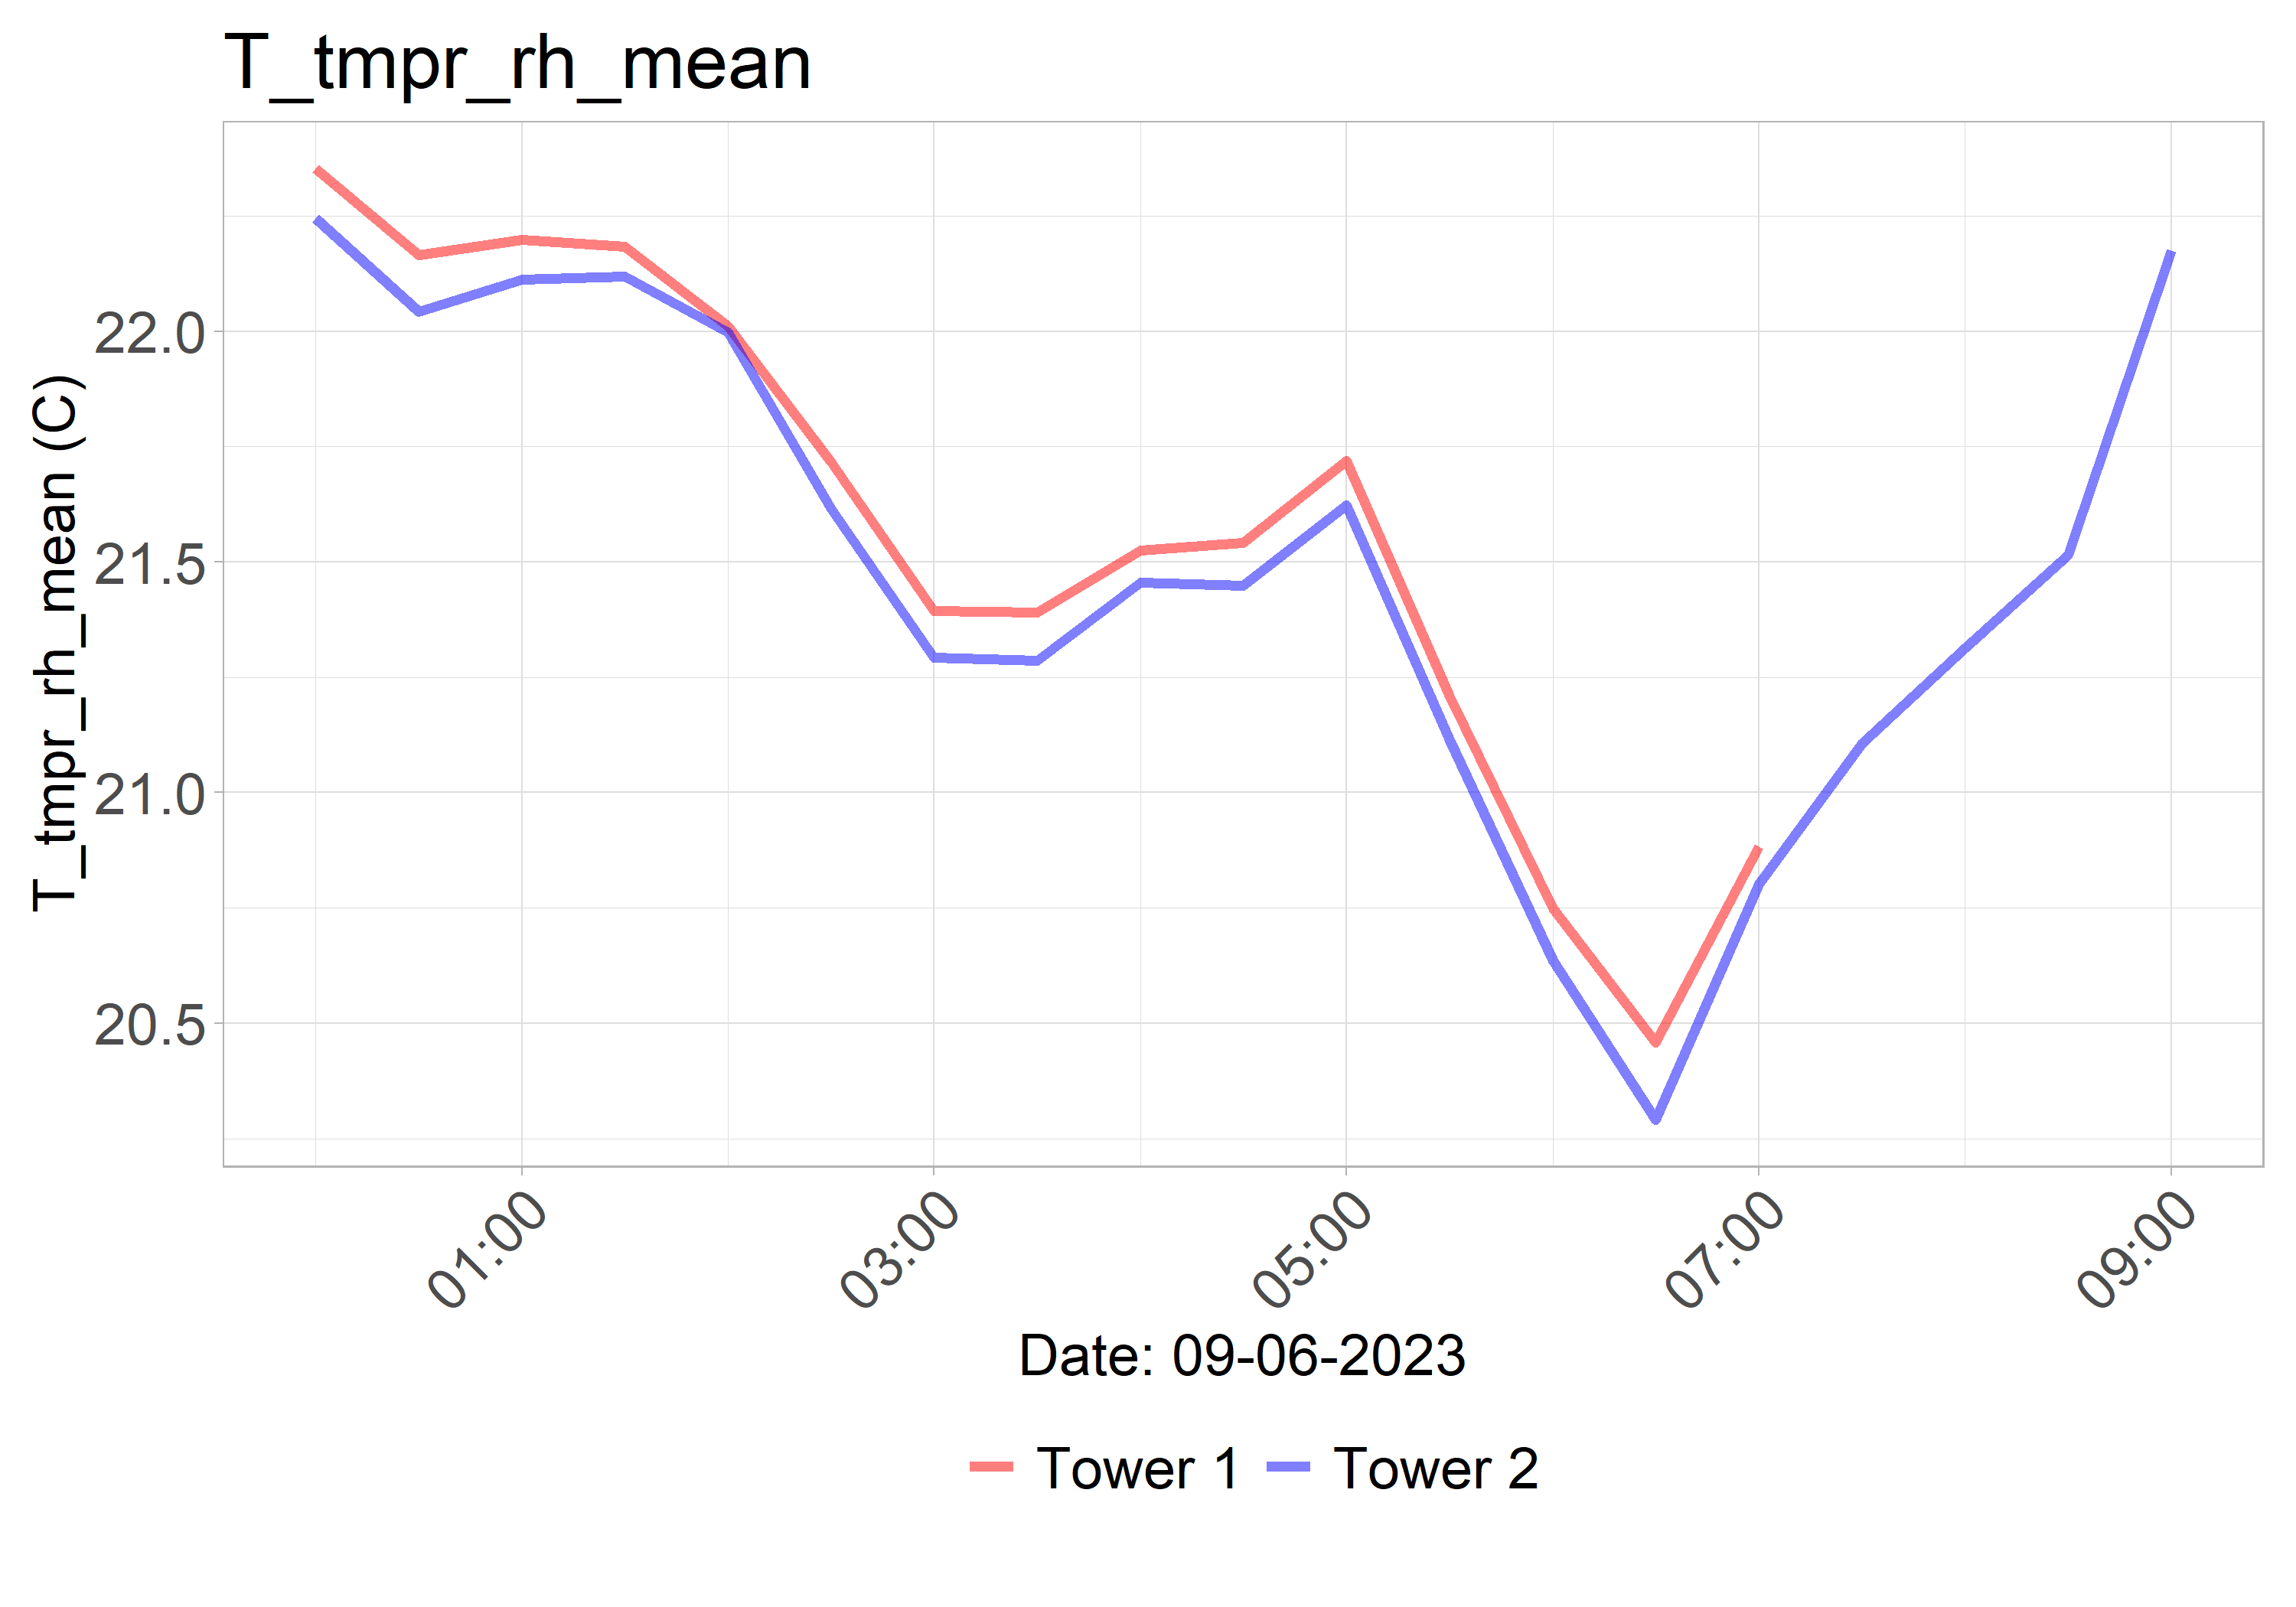 T_tmpr_rh_mean
T_tmpr_rh_mean (C)
22.0
21.5
21.0
20.5
01:00
03:00
05:00
07:00
09:00
Date: 09-06-2023
Tower 1
Tower 2